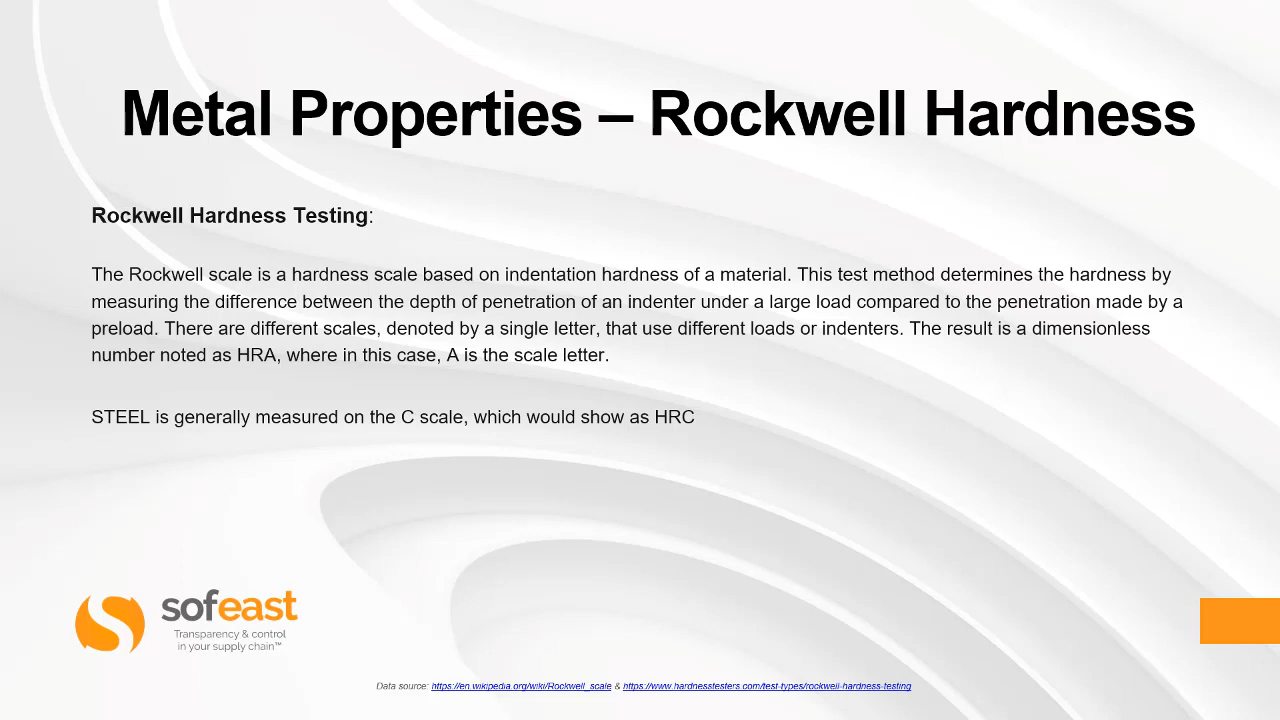 Metal Properties – Rockwell Hardness
Rockwell Hardness Testing:
The Rockwell scale is a hardness scale based on indentation hardness of a material. This test method determines the hardness by
measuring the difference between the depth of penetration of an indenter under a large load compared to the penetration made by a
preload. There are different scales, denoted by a single letter, that use different loads or indenters. The result is a dimensionless
number noted as HRA, where in this case, A is the scale letter.
STEEL is generally measured on the C scale, which would show as HRC
sofeast
Transparency & control
in your supply chain™
Data source: https://en.wikipedia.org/wiki/Rockwell_scale & https://www.hardnesstesters.com/test-types/rockwell-hardness-testing